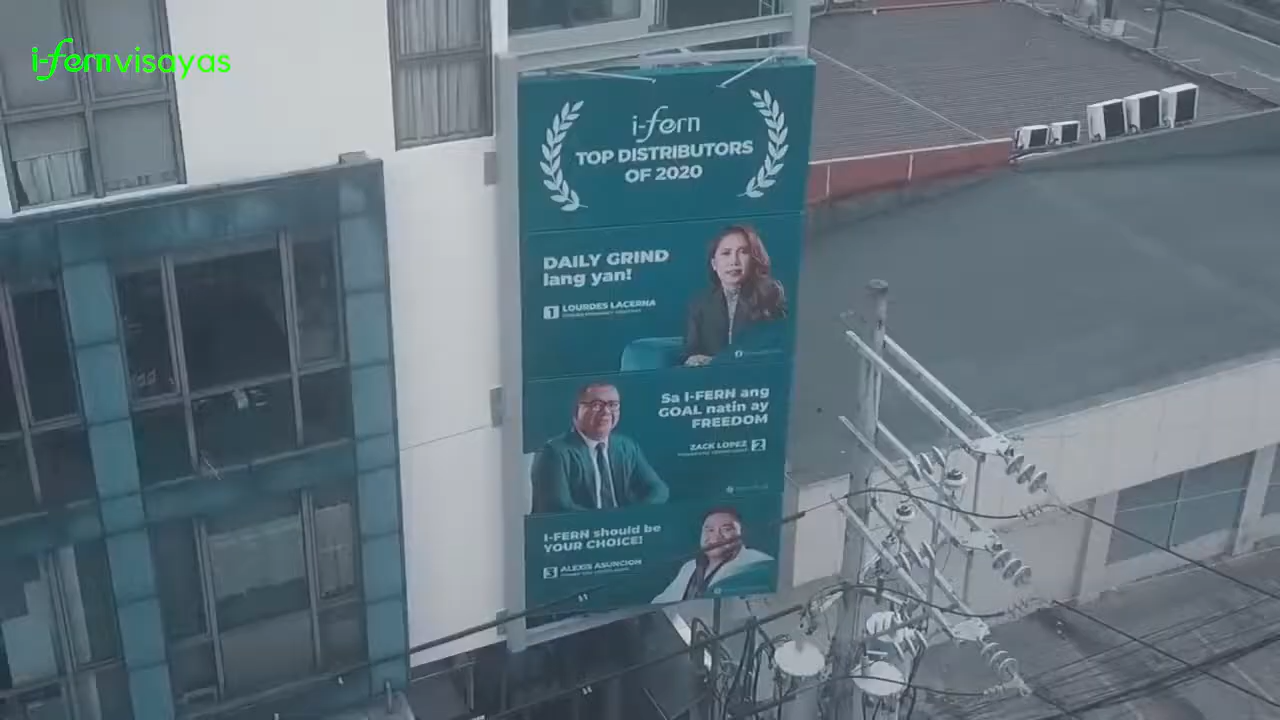 i-fernvisayas
i-fern
TOP DISTRIBUTORS
OF 2020
DAILY GRIND
lang yan!
1 LOURDES LACERNA
Sa I-FERN ang
GOAL natin ay
FREEDOM
ZACK LOPEZ 2
I-FERN should be
YOUR CHOICE!
3 ALEXIS ASUNCION